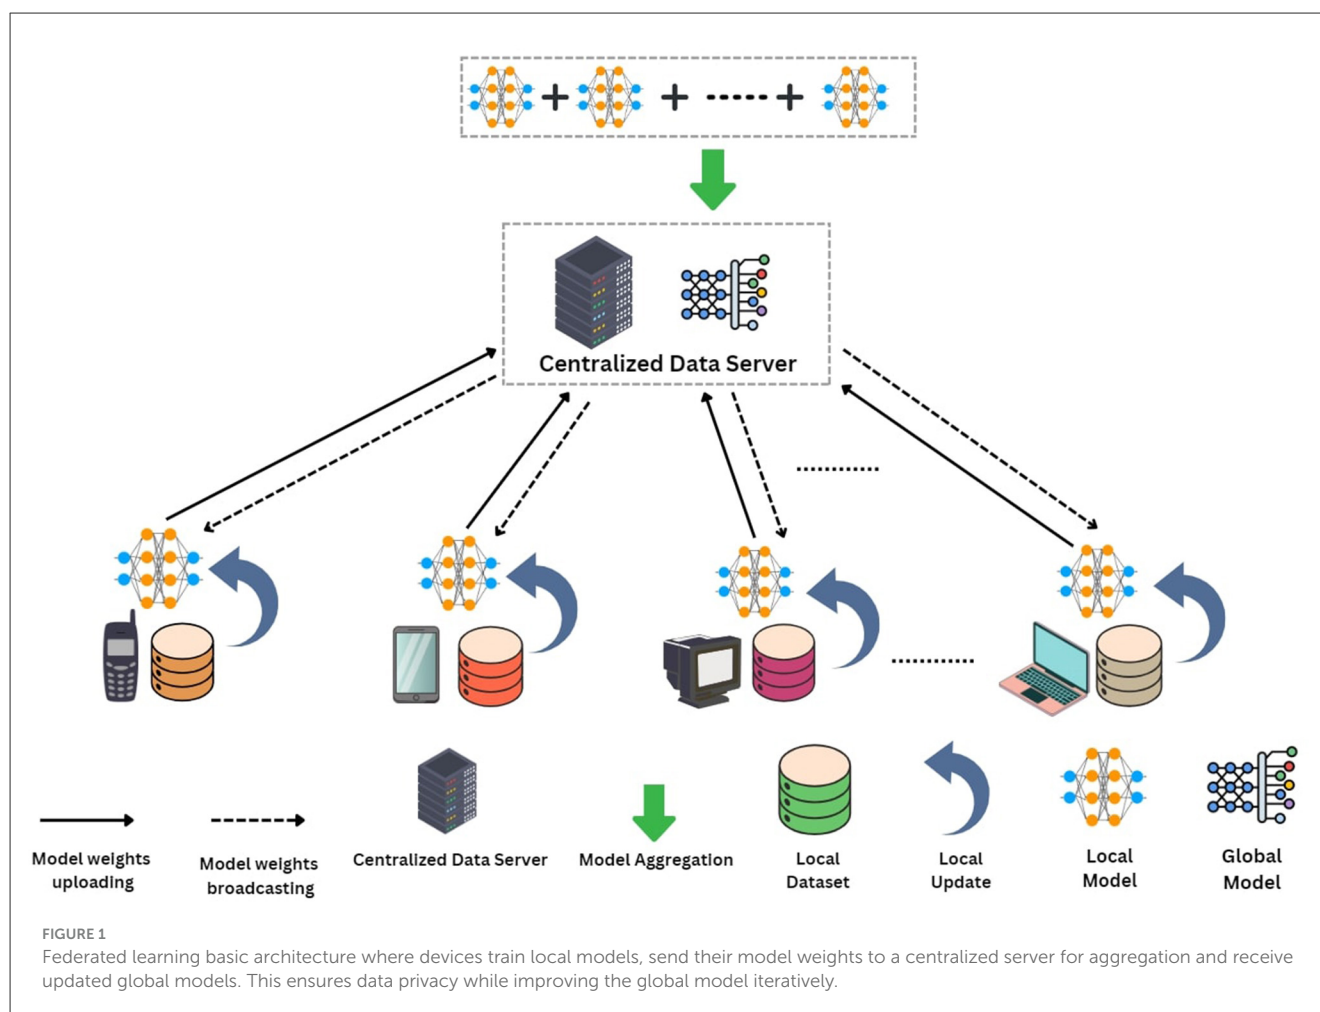 Centralized Data Server
Model weights
uploading
Model weights
broadcasting
Centralized Data Server
Model Aggregation
Local
Dataset
Local
Update
Local
Model
Global
Model
FIGURE 1
Federated learning basic architecture where devices train local models, send their model weights to a centralized server for aggregation and receive
updated global models. This ensures data privacy while improving the global model iteratively.